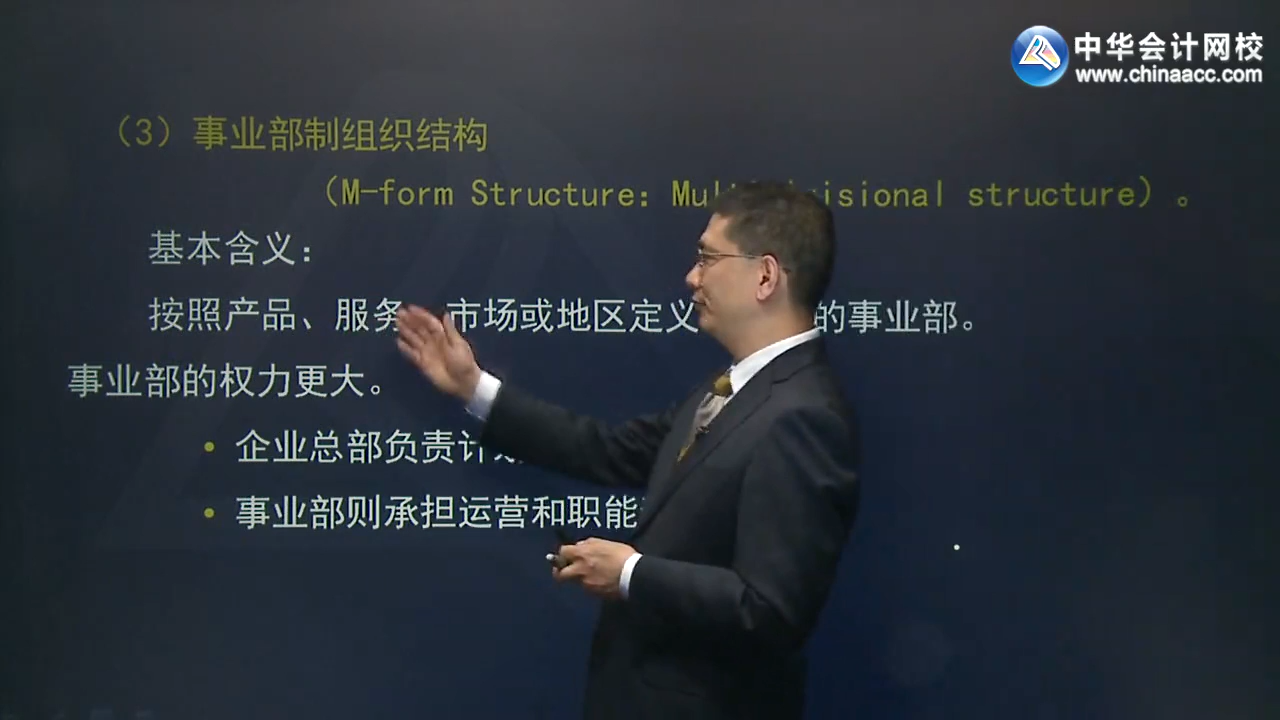 中华会计网校
www.chinaacc.com
（3）事业部制组织结构
（M-form Structure：Mul isional structure）。
基本含义：
按照产品、服务 市场或地区定义 的事业部。
事业部的权力更大。
• 企业总部负责计
• 事业部则承担运营和职能